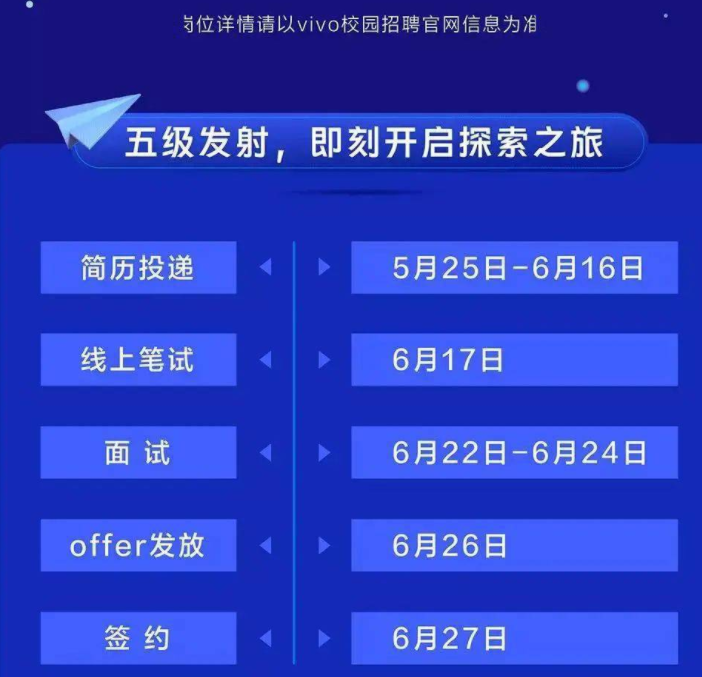 岗位详情请以vivo校园招聘官网信息为准
五级发射，即刻开启探索之旅
简历投递 5月25日-6月16日
线上笔试 6月17日
面 试 6月22日-6月24日
offer发放 6月26日
签 约 6月27日